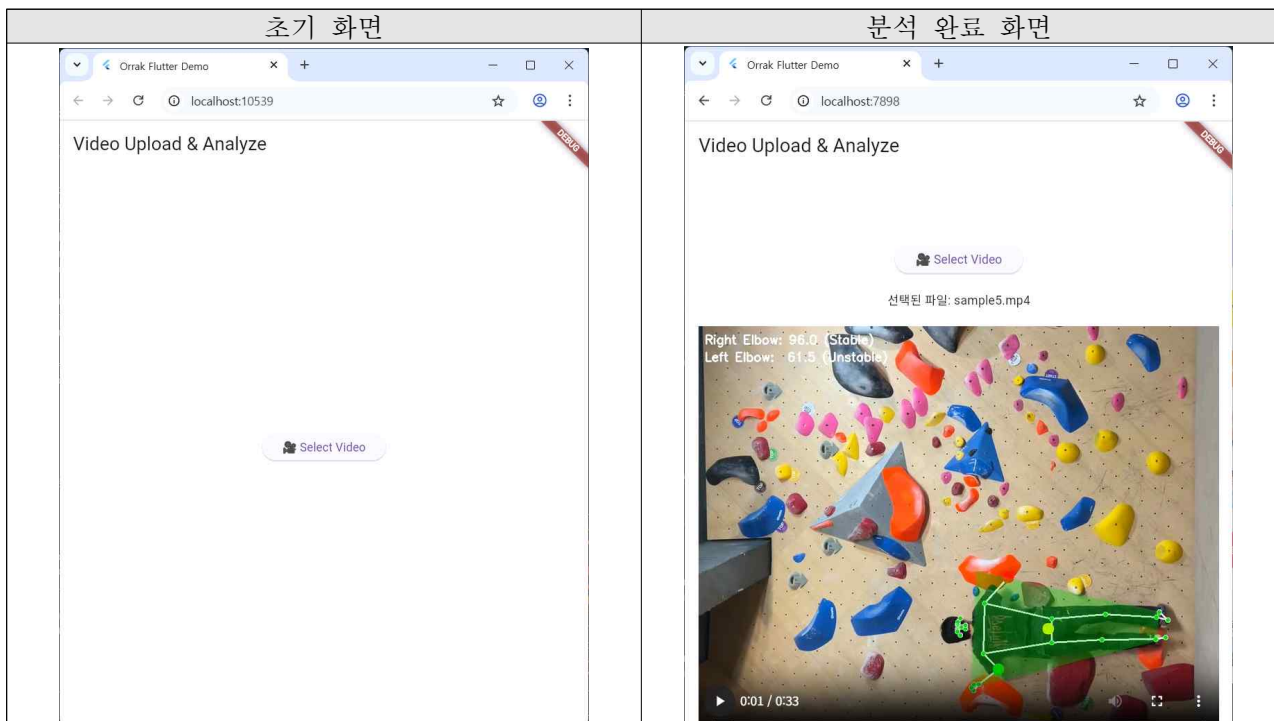 초기 화면
분석 완료 화면
Orrak Flutter Demo
localhost:10539
Video Upload & Analyze
DEBUG
🎥 Select Video
Orrak Flutter Demo
localhost:7898
Video Upload & Analyze
DEBUG
🎥 Select Video
선택된 파일: sample5.mp4
Right Elbow: 96.0 (Stable)
Left Elbow: 61.5 (Unstable)
0:01 / 0:33